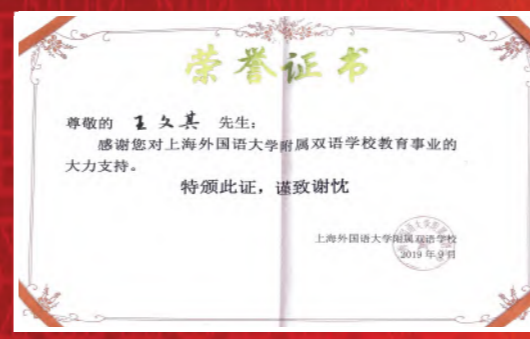 荣誉证书
尊敬的 王文其 先生：
感谢您对上海外国语大学附属双语学校教育事业的
大力支持。
特颁此证，谨致谢忱
上海外国语大学附属双语学校
2019年9月